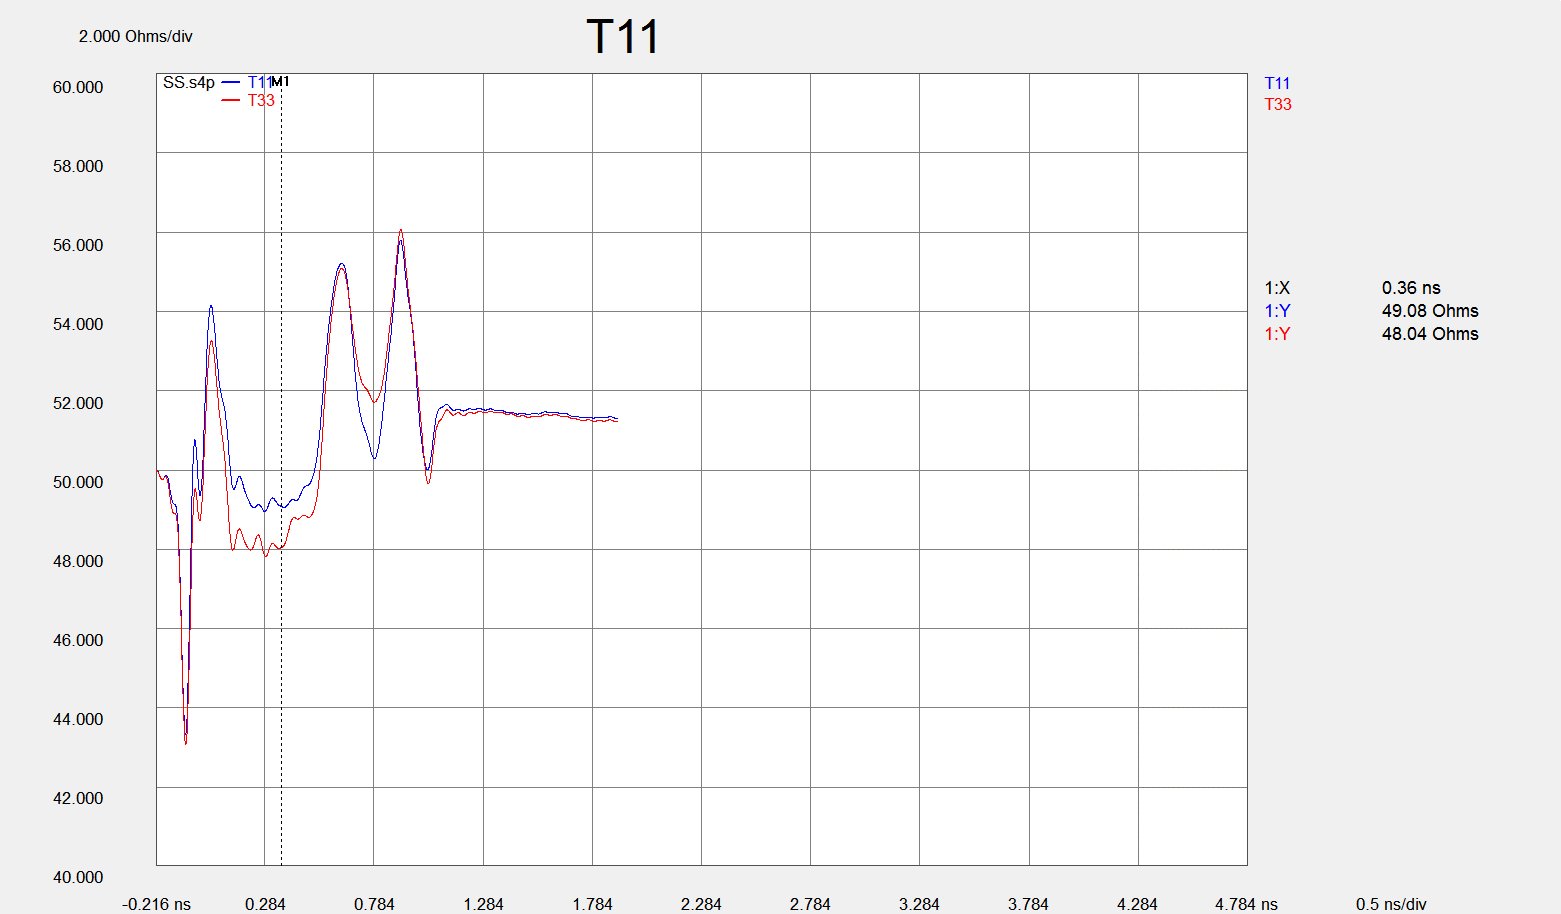 T11
2.000 Ohms/div
SS.s4p T11 M1
T33
60.000
58.000
56.000
54.000
52.000
50.000
48.000
46.000
44.000
42.000
40.000
-0.216 ns 0.284 0.784 1.284 1.784 2.284 2.784 3.284 3.784 4.284 4.784 ns 0.5 ns/div
T11
T33
1:X 0.36 ns
1:Y 49.08 Ohms
1:Y 48.04 Ohms